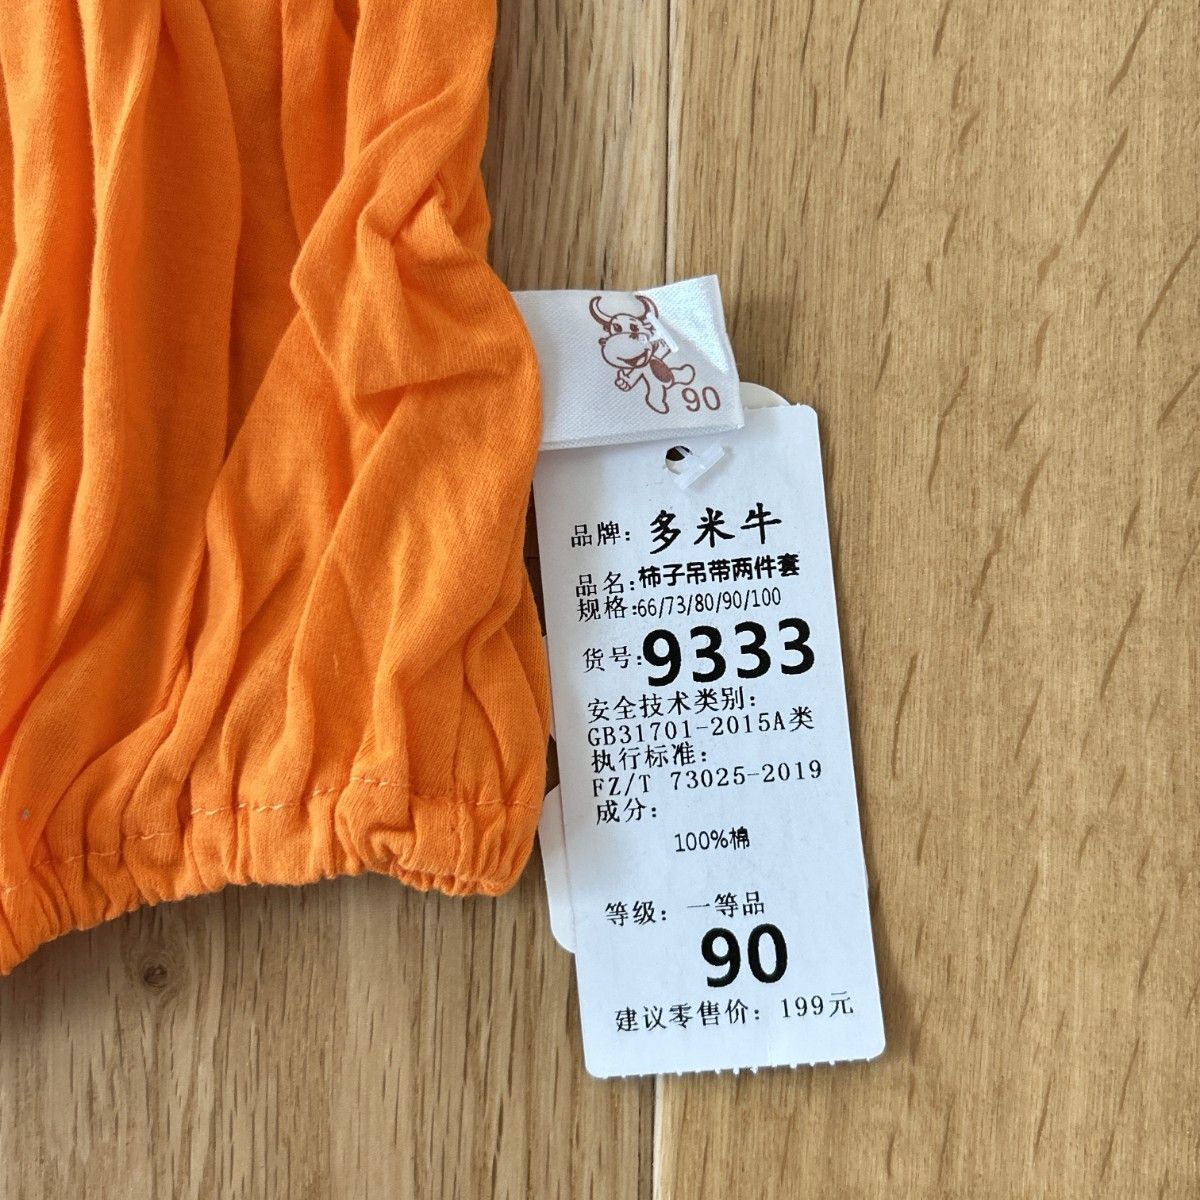 90
品牌：多米牛
品名：柿子吊带两件套
规格：66/73/80/90/100
货号：9333
安全技术类别：
GB31701-2015A类
执行标准：
FZ/T 73025-2019
成分：
100%棉
等级：一等品
90
建议零售价：199元